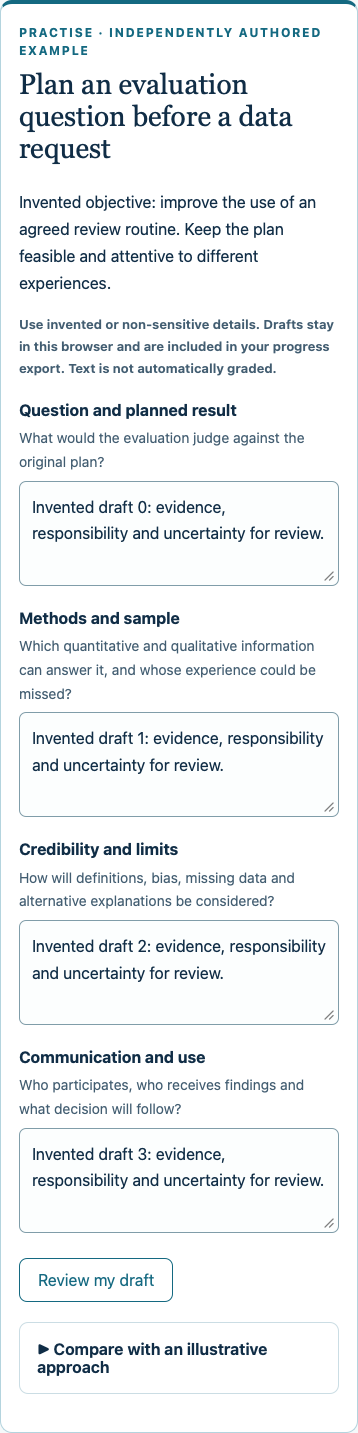 PRACTISE · INDEPENDENTLY AUTHORED
EXAMPLE
Plan an evaluation
question before a data
request
Invented objective: improve the use of an
agreed review routine. Keep the plan
feasible and attentive to different
experiences.
Use invented or non-sensitive details. Drafts stay
in this browser and are included in your progress
export. Text is not automatically graded.
Question and planned result
What would the evaluation judge against the
original plan?
Invented draft 0: evidence,
responsibility and uncertainty for review.
Methods and sample
Which quantitative and qualitative information
can answer it, and whose experience could be
missed?
Invented draft 1: evidence, responsibility
and uncertainty for review.
Credibility and limits
How will definitions, bias, missing data and
alternative explanations be considered?
Invented draft 2: evidence, responsibility
and uncertainty for review.
Communication and use
Who participates, who receives findings and
what decision will follow?
Invented draft 3: evidence,
responsibility and uncertainty for review.
Review my draft
Compare with an illustrative
approach